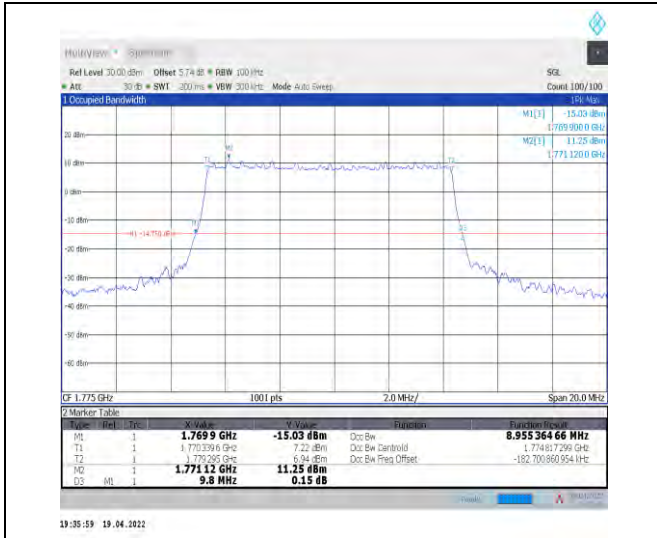 MultiView Spectrum
Ref Level 30.00 dBm Offset 5.74 dB RBW 100 kHz SGL
Att 30 dB SWT 200 ms VBW 300 kHz Mode Auto Sweep Count 100/100
1 Occupied Bandwidth 1Pk Max
M1[1] -15.03 dBm
1.769 900 0 GHz
M2[1] 11.25 dBm
1.771 120 0 GHz
20 dBm
M2
10 dBm
T1 T2
0 dBm
-10 dBm
M1 D3
H1 -14.750 dBm
-20 dBm
-30 dBm
-40 dBm
-50 dBm
-60 dBm
CF 1.775 GHz 1001 pts 2.0 MHz/ Span 20.0 MHz
2 Marker Table
Type Ref Trc X-Value Y-Value Function Function Result
M1 1 1.769 9 GHz -15.03 dBm Occ Bw 8.955 364 66 MHz
T1 1 1.770 339 6 GHz 7.22 dBm Occ Bw Centroid 1.774 817 299 GHz
T2 1 1.779 295 GHz 6.94 dBm Occ Bw Freq Offset -182.700 860 954 kHz
M2 1 1.771 12 GHz 11.25 dBm
D3 M1 1 9.8 MHz 0.15 dB
19:35:59 19.04.2022